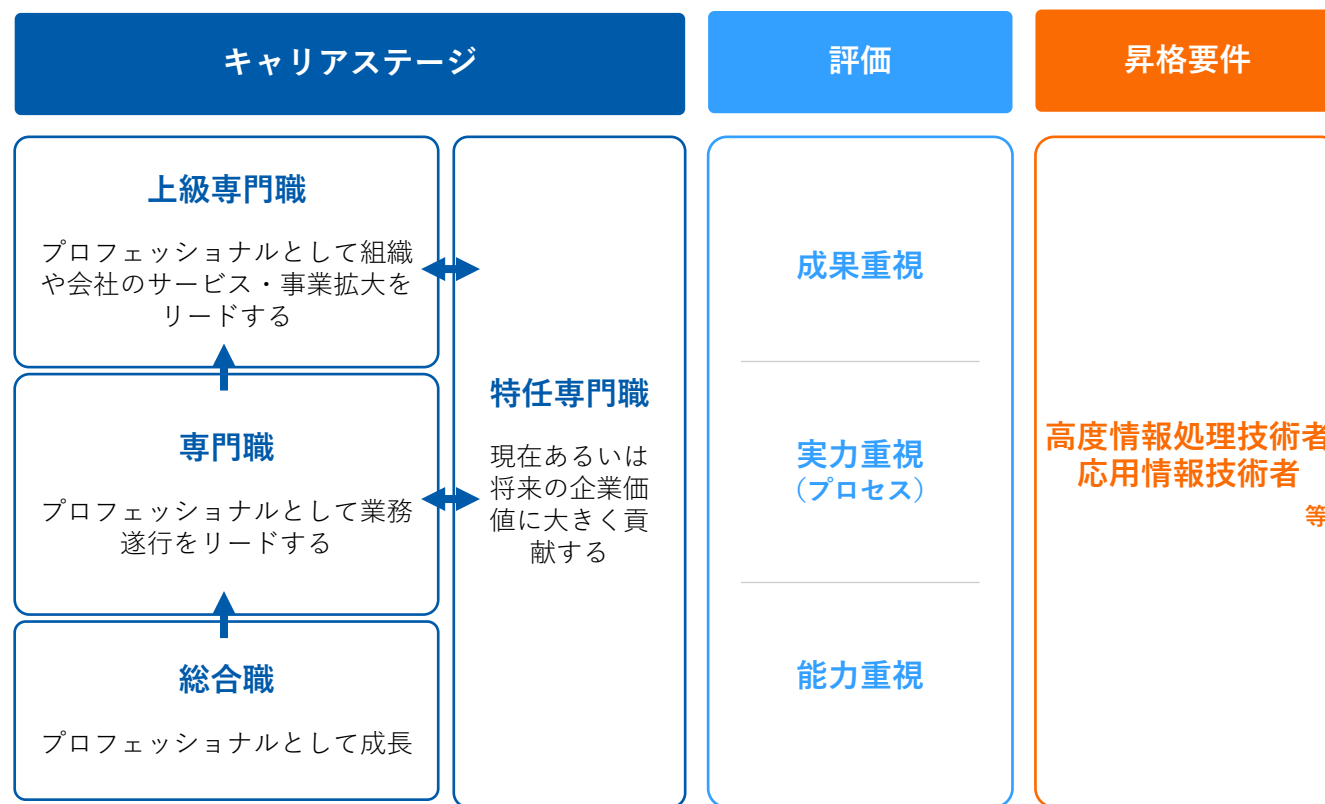 キャリアステージ
評価
昇格要件
上級専門職
プロフェッショナルとして組織
や会社のサービス・事業拡大を
リードする
専門職
プロフェッショナルとして業務
遂行をリードする
総合職
プロフェッショナルとして成長
特任専門職
現在あるいは
将来の企業価
値に大きく貢
献する
成果重視
実力重視
（プロセス）
能力重視
高度情報処理技術者
応用情報技術者
等